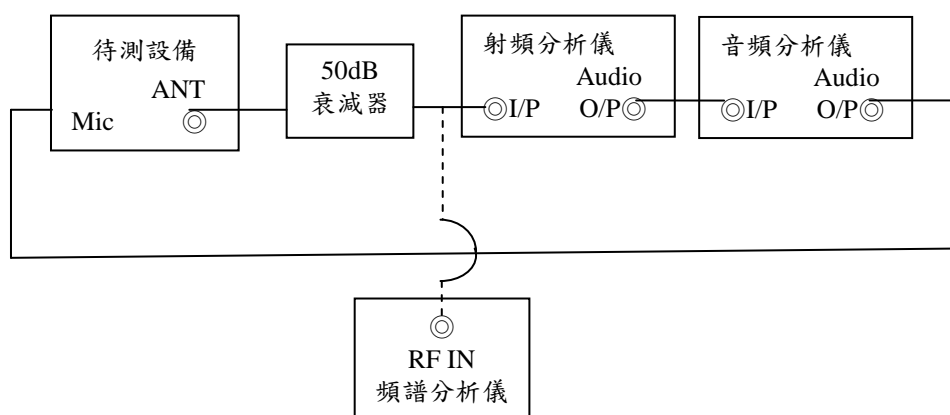 待測設備
ANT
Mic
50dB
衰減器
射頻分析儀
Audio
I/P
O/P
音頻分析儀
Audio
I/P
O/P
RF IN
頻譜分析儀